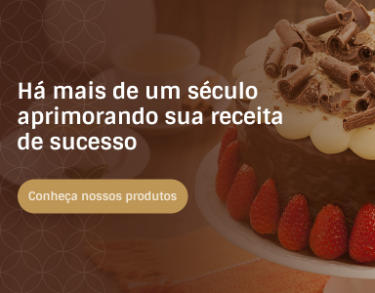 Há mais de um século
aprimorando sua receita
de sucesso
Conheça nossos produtos